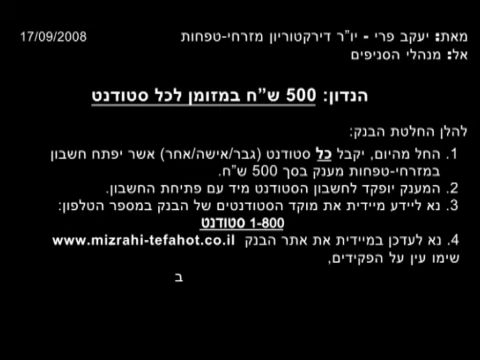 מאת: יעקב פרי - יו"ר דירקטוריון מזרחי-טפחות 17/09/2008
אל: מנהלי הסניפים
הנדון: 500 ש"ח במזומן לכל סטודנט
להלן החלטת הבנק:
1. החל מהיום, יקבל כל סטודנט (גבר/אישה/אחר) אשר יפתח חשבון
במזרחי-טפחות מענק בסך 500 ש"ח.
2. המענק יופקד לחשבון הסטודנט מיד עם פתיחת החשבון.
3. נא ליידע מיידית את מוקד הסטודנטים של הבנק במספר הטלפון:
1-800 סטודנט
4. נא לעדכן במיידית את אתר הבנק www.mizrahi-tefahot.co.il
שימו עין על הפקידים,
ב